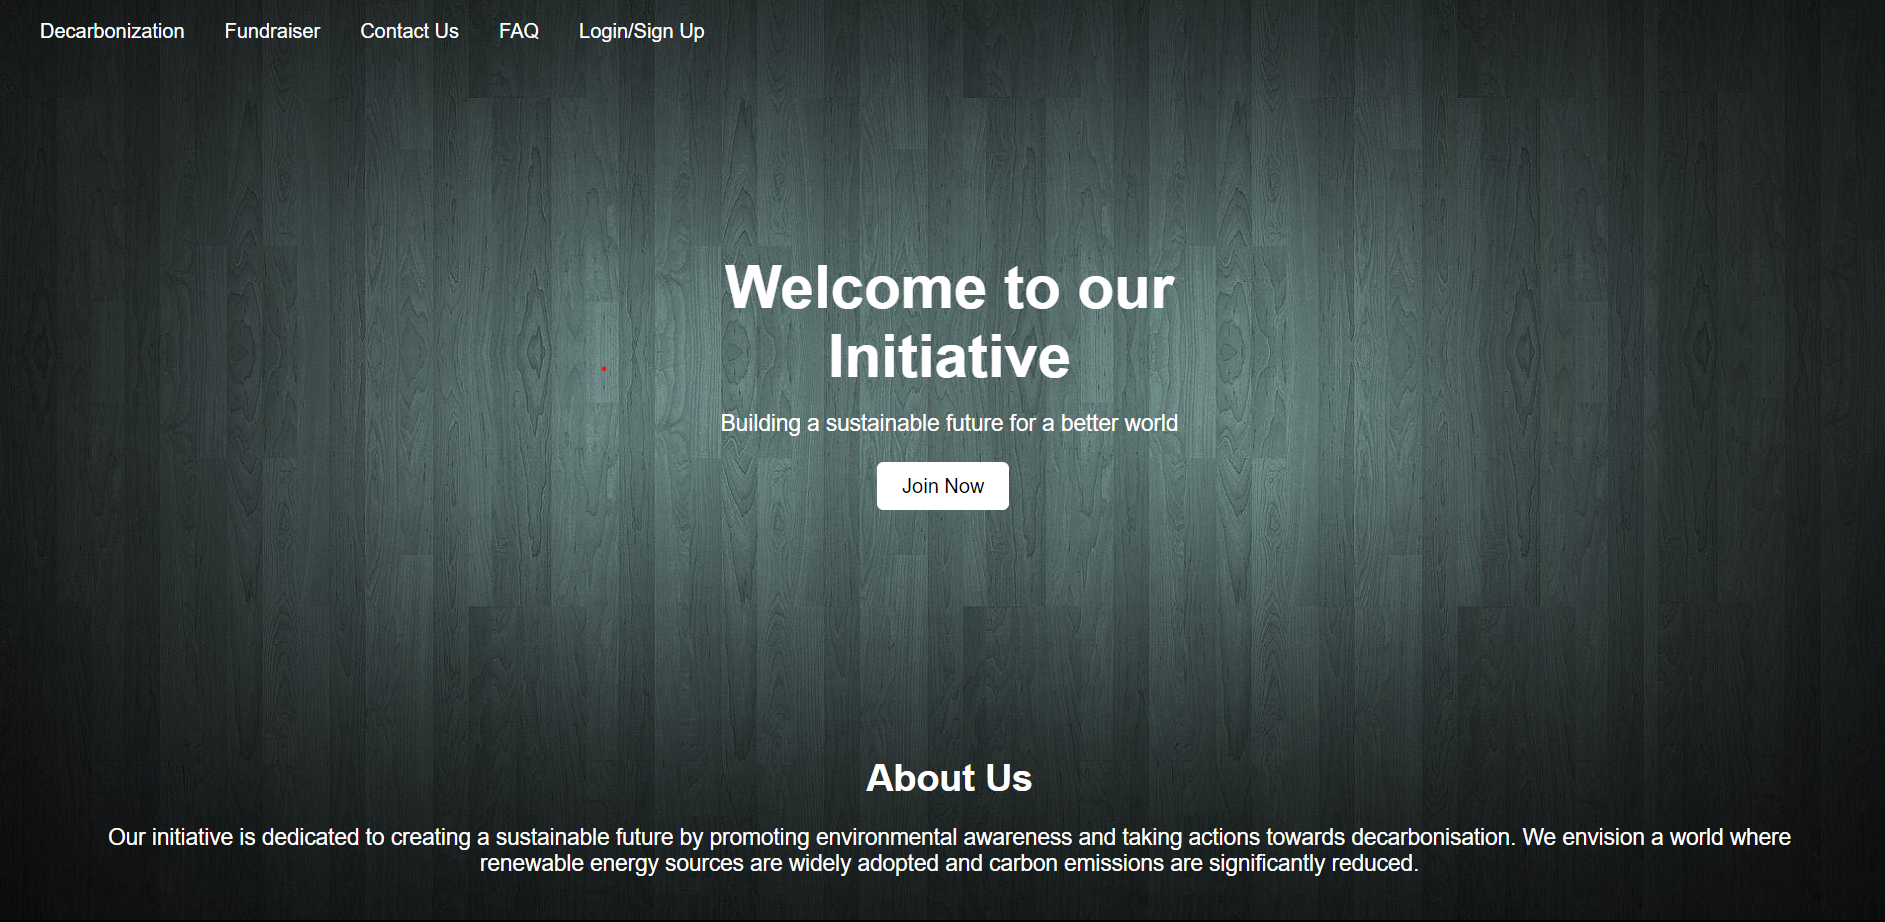 Decarbonization Fundraiser Contact Us FAQ Login/Sign Up
Welcome to our
Initiative
Building a sustainable future for a better world
Join Now
About Us
Our initiative is dedicated to creating a sustainable future by promoting environmental awareness and taking actions towards decarbonisation. We envision a world where
renewable energy sources are widely adopted and carbon emissions are significantly reduced.